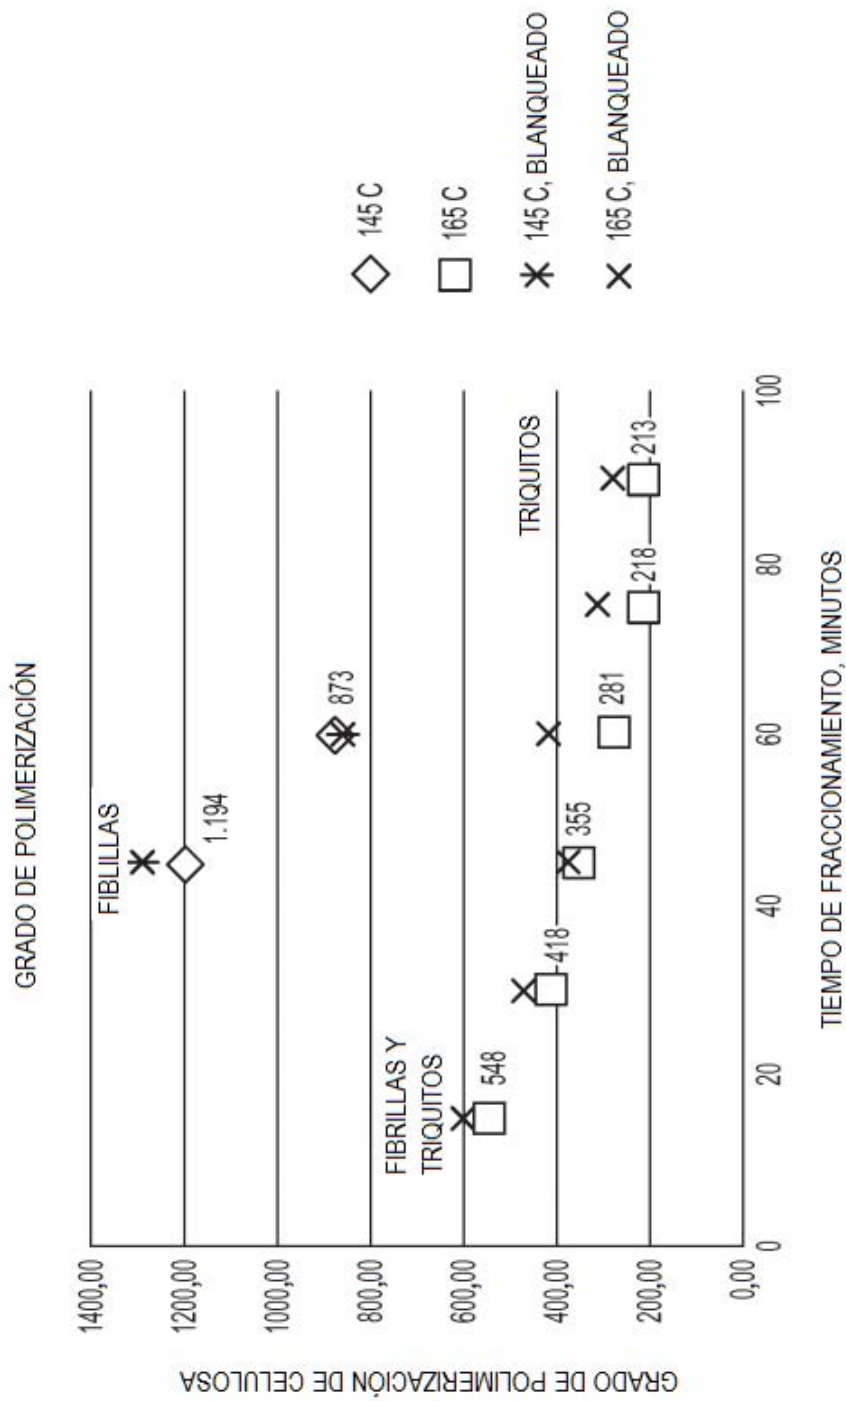 GRADO DE POLIMERIZACIÓN
GRADO DE POLIMERIZACIÓN DE CELULOSA
1400,00
1200,00
1000,00
800,00
600,00
400,00
200,00
0,00
FIBLILLAS
1.194
873
FIBRILLAS Y
TRIQUITOS
548
418
355
281
218
213
TRIQUITOS
0
20
40
60
80
100
TIEMPO DE FRACCIONAMIENTO, MINUTOS
145 C
165 C
145 C, BLANQUEADO
165 C, BLANQUEADO